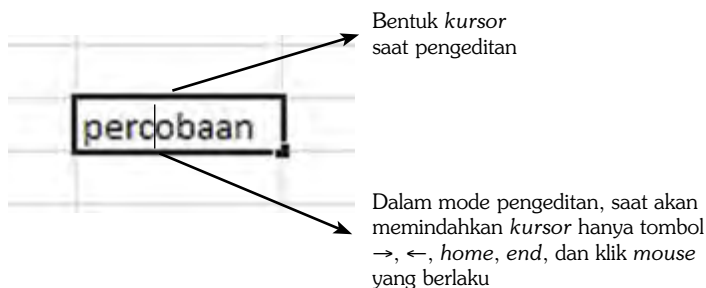 Bentuk kursor
saat pengeditan
percobaan
Dalam mode pengeditan, saat akan
memindahkan kursor hanya tombol
→, ←, home, end, dan klik mouse
yang berlaku